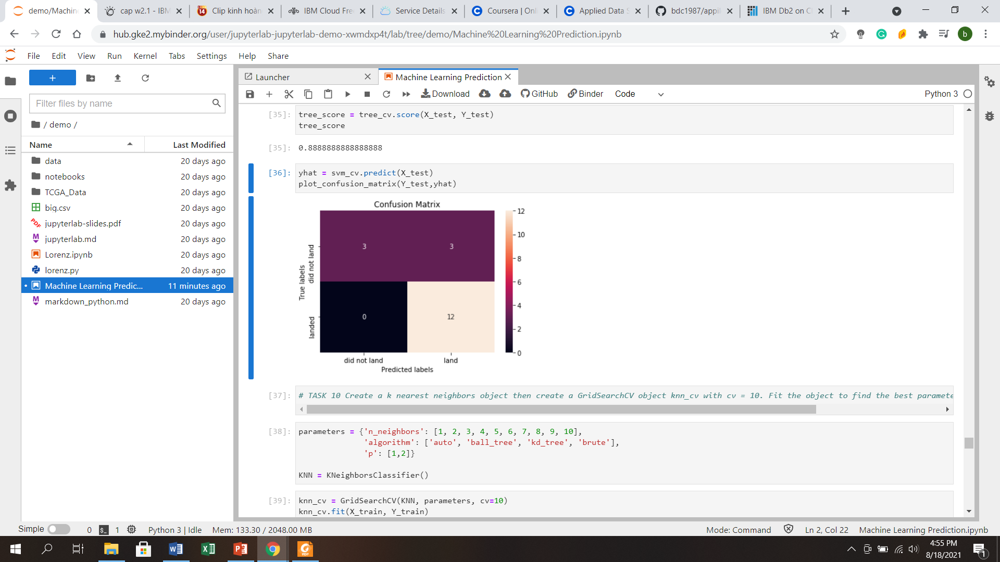 demo/Machine
cap w2.1 - IBM
Clip kinh hoàn
IBM Cloud Fre
Service Details
Coursera | Onl
Applied Data S
bdc1987/appli
IBM Db2 on Cl
hub.gke2.mybinder.org/user/jupyterlab-jupyterlab-demo-xwmdxp4t/lab/tree/demo/Machine%20Learning%20Prediction.ipynb
b
File Edit View Run Kernel Tabs Settings Help Share
Filter files by name
/ demo /
Name Last Modified
data 20 days ago
notebooks 20 days ago
TCGA_Data 20 days ago
big.csv 20 days ago
jupyterlab-slides.pdf 20 days ago
jupyterlab.md 20 days ago
Lorenz.ipynb 20 days ago
lorenz.py 20 days ago
Machine Learning Predic... 11 minutes ago
markdown_python.md 20 days ago
Launcher
Machine Learning Prediction
Download GitHub Binder Code Python 3
[35]: tree_score = tree_cv.score(X_test, Y_test)
tree_score
[35]: 0.8888888888888888
[36]: yhat = svm_cv.predict(X_test)
plot_confusion_matrix(Y_test,yhat)
Confusion Matrix
True labels
did not land
landed
3 3
0 12
did not land land
Predicted labels
12
10
8
6
4
2
0
[37]: # TASK 10 Create a k nearest neighbors object then create a GridSearchCV object knn_cv with cv = 10. Fit the object to find the best paramete
[38]: parameters = {'n_neighbors': [1, 2, 3, 4, 5, 6, 7, 8, 9, 10],
'algorithm': ['auto', 'ball_tree', 'kd_tree', 'brute'],
'p': [1,2]}
KNN = KNeighborsClassifier()
[39]: knn_cv = GridSearchCV(KNN, parameters, cv=10)
knn_cv.fit(X_train, Y_train)
Simple 0 $_ 1 Python 3 | Idle Mem: 133.30 / 2048.00 MB Mode: Command Ln 2, Col 22 Machine Learning Prediction.ipynb
4:55 PM
8/18/2021
1